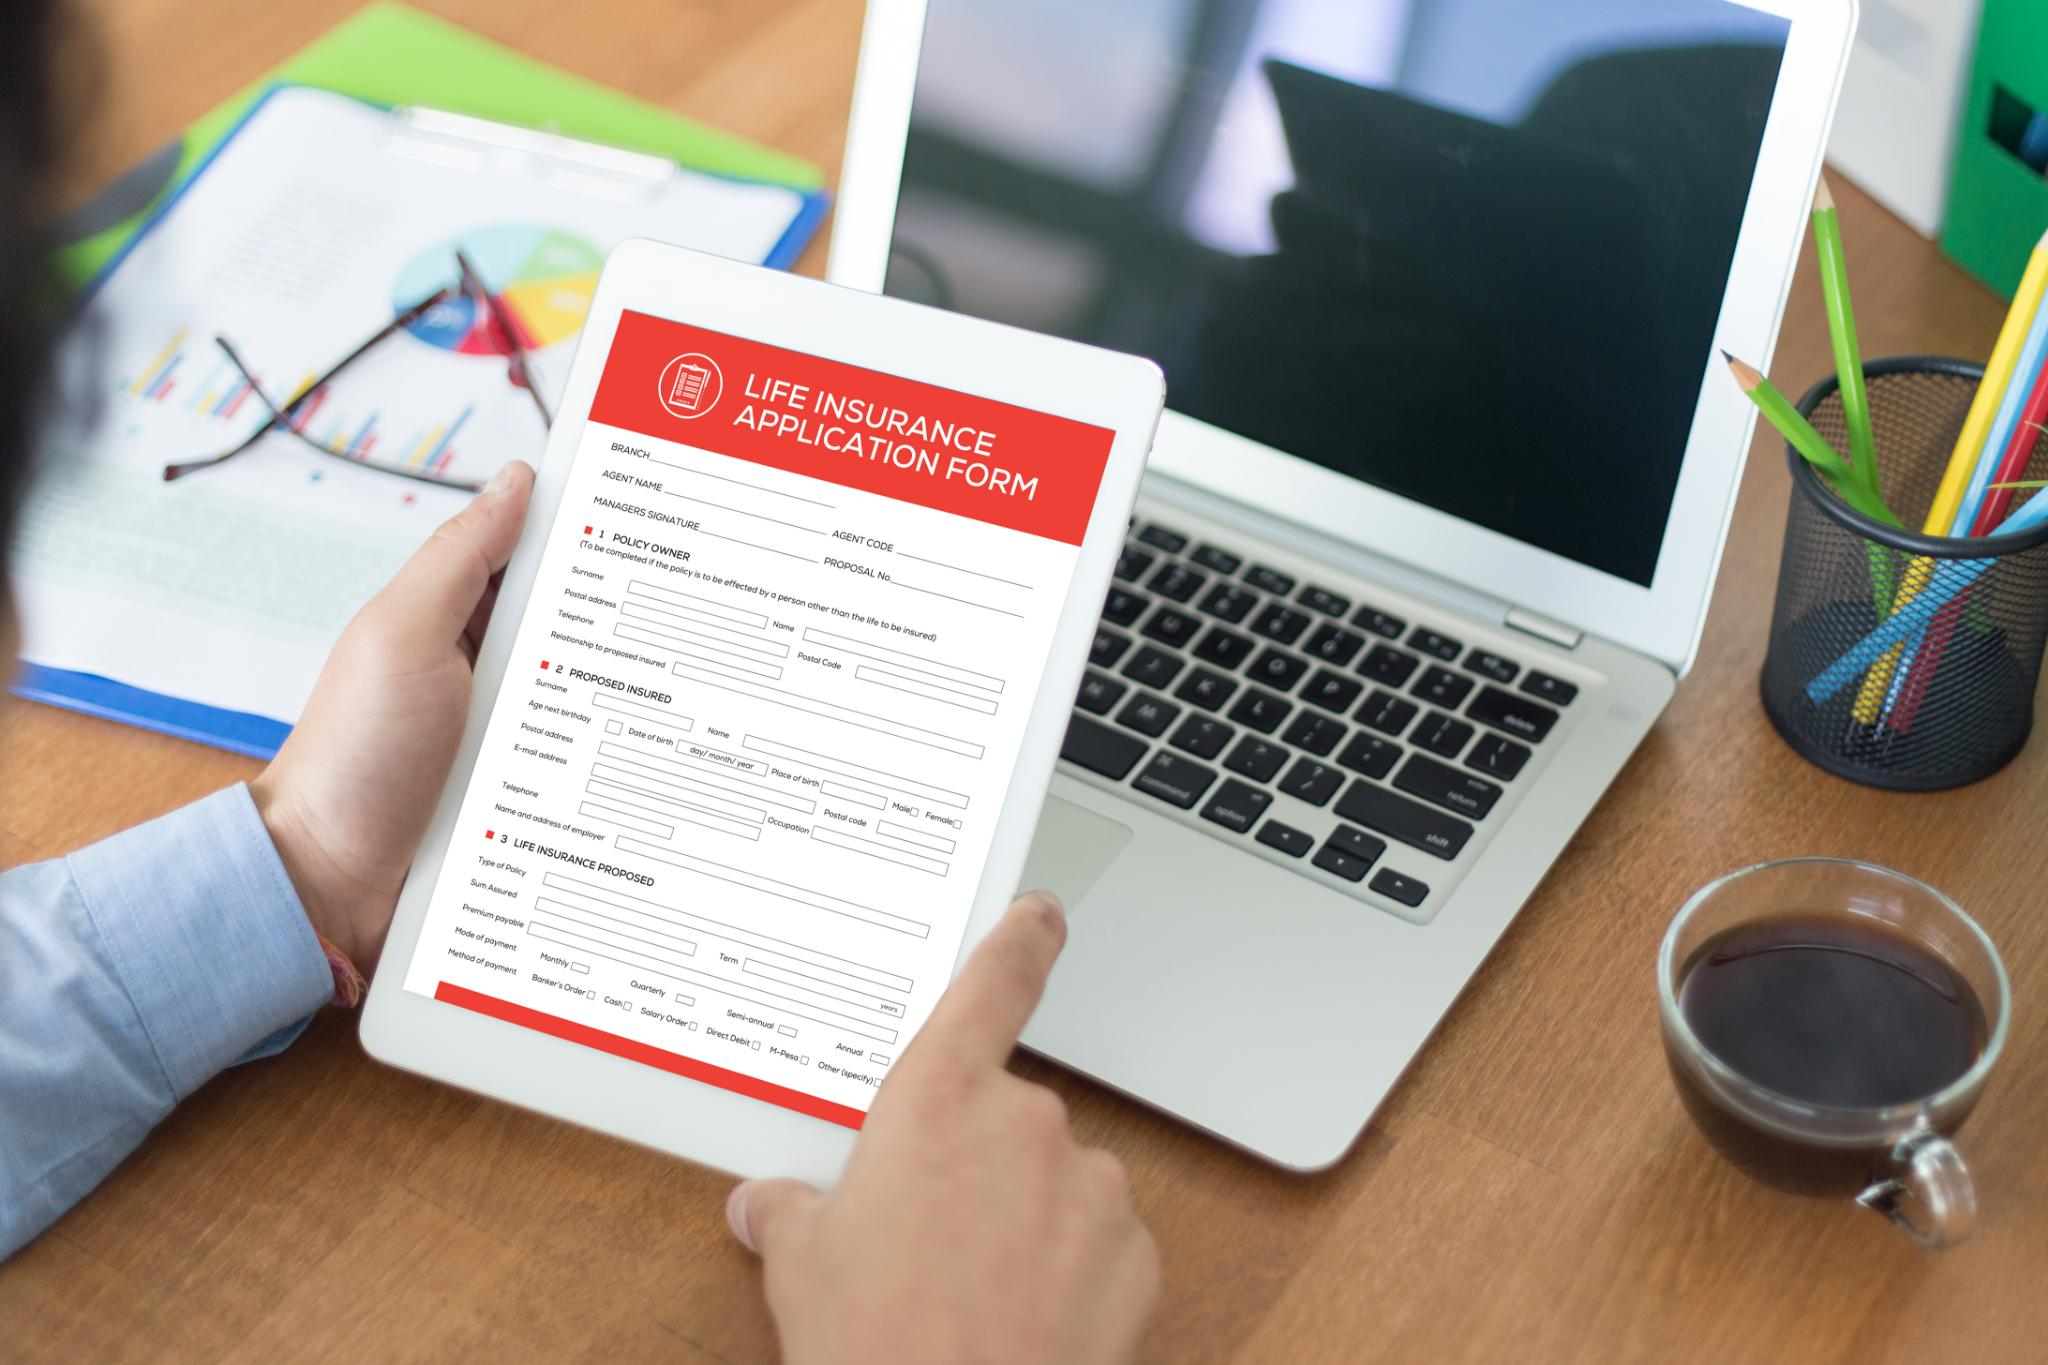 LIFE INSURANCE
APPLICATION FORM
BRANCH
AGENT NAME
AGENT CODE
MANAGERS SIGNATURE
PROPOSAL No.
1 POLICY OWNER
(To be completed if the policy is to be effected by a person other than the life to be insured)
Surname
Name
Postal address
Postal Code
Telephone
Relationship to proposed insured
2 PROPOSED INSURED
Surname
Name
Age next birthday
Date of birth
day/ month/ year
Place of birth
Male
Female
Postal address
Postal code
E-mail address
Occupation
Telephone
Name and address of employer
3 LIFE INSURANCE PROPOSED
Type of Policy
Sum Assured
Term
years
Premium payable
Mode of payment
Monthly
Quarterly
Semi-annual
Annual
Method of payment
Banker's Order
Cash
Salary Order
Direct Debit
M-Pesa
Other (specify)
delete
return
shift
command
option